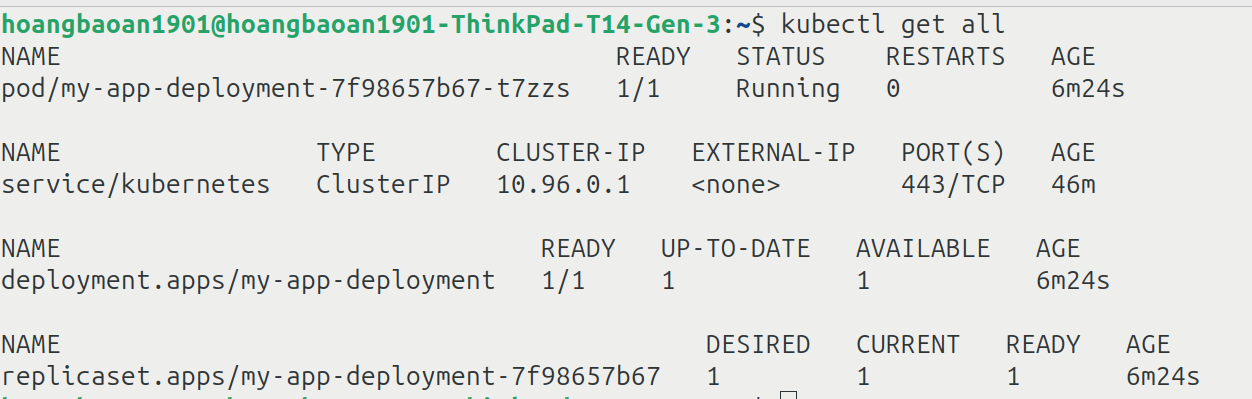 hoangbaoan1901@hoangbaoan1901-ThinkPad-T14-Gen-3:~$ kubectl get all
NAME READY STATUS RESTARTS AGE
pod/my-app-deployment-7f98657b67-t7zzs 1/1 Running 0 6m24s
NAME TYPE CLUSTER-IP EXTERNAL-IP PORT(S) AGE
service/kubernetes ClusterIP 10.96.0.1 <none> 443/TCP 46m
NAME READY UP-TO-DATE AVAILABLE AGE
deployment.apps/my-app-deployment 1/1 1 1 6m24s
NAME DESIRED CURRENT READY AGE
replicaset.apps/my-app-deployment-7f98657b67 1 1 1 6m24s